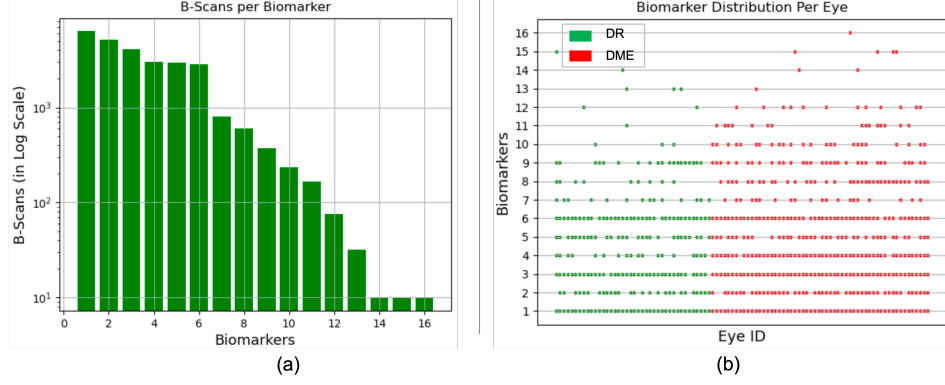 B-Scans per Biomarker
B-Scans (in Log Scale)
10³
10²
10¹
0 2 4 6 8 10 12 14 16
Biomarkers
(a)
Biomarker Distribution Per Eye
DR
DME
Biomarkers
16
15
14
13
12
11
10
9
8
7
6
5
4
3
2
1
Eye ID
(b)